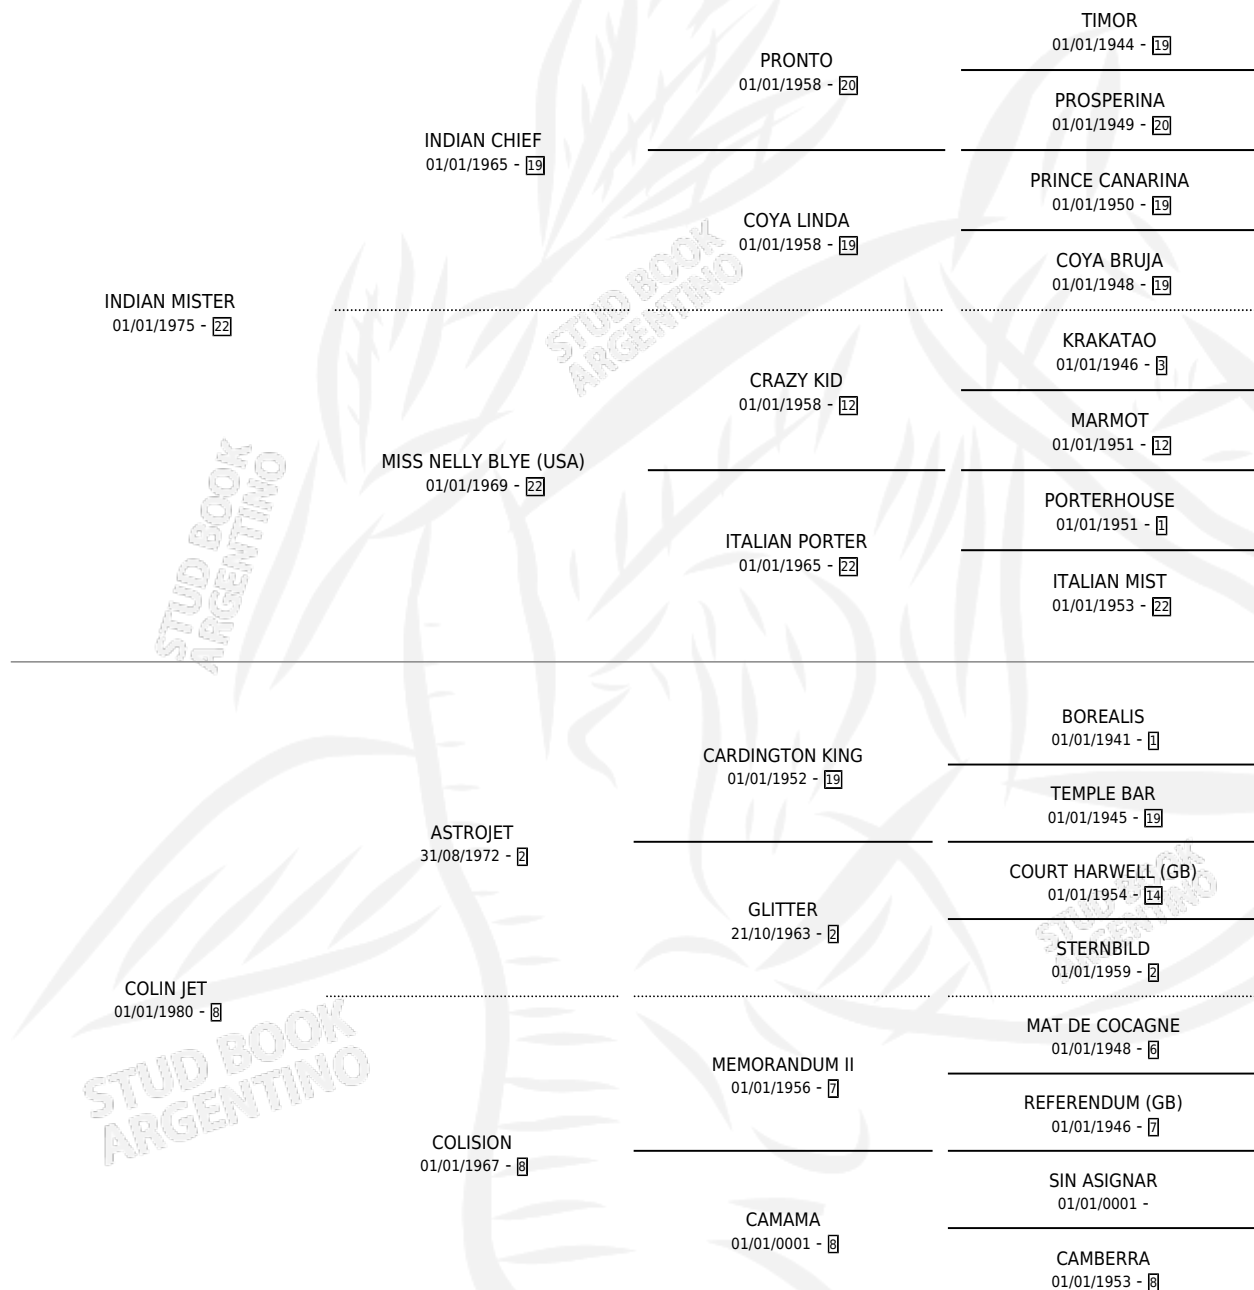 TIMOR
01/01/1944 - 19
PRONTO
01/01/1958 - 20
PROSPERINA
01/01/1949 - 20
INDIAN CHIEF
01/01/1965 - 19
PRINCE CANARINA
01/01/1950 - 19
COYA LINDA
01/01/1958 - 19
COYA BRUJA
01/01/1948 - 19
INDIAN MISTER
01/01/1975 - 22
KRAKATAO
01/01/1946 - 3
CRAZY KID
01/01/1958 - 12
MARMOT
01/01/1951 - 12
MISS NELLY BLYE (USA)
01/01/1969 - 22
PORTERHOUSE
01/01/1951 - 1
ITALIAN PORTER
01/01/1965 - 22
ITALIAN MIST
01/01/1953 - 22
BOREALIS
01/01/1941 - 1
CARDINGTON KING
01/01/1952 - 19
TEMPLE BAR
01/01/1945 - 19
ASTROJET
31/08/1972 - 2
COURT HARWELL (GB)
01/01/1954 - 14
GLITTER
21/10/1963 - 2
STERNBILD
01/01/1959 - 2
COLIN JET
01/01/1980 - 8
MAT DE COCAGNE
01/01/1948 - 6
MEMORANDUM II
01/01/1956 - 7
REFERENDUM (GB)
01/01/1946 - 7
COLISION
01/01/1967 - 8
SIN ASIGNAR
01/01/0001 -
CAMAMA
01/01/0001 - 8
CAMBERRA
01/01/1953 - 8
STUD BOOK
ARGENTINO
STUD BOOK
ARGENTINO
STUD BOOK
ARGENTINO
STUD BOOK
ARGENTINO